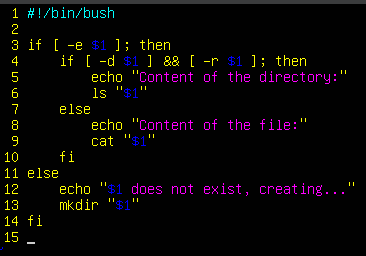 1 #!/bin/bush
2
3 if [ -e $1 ]; then
4     if [ -d $1 ] && [ -r $1 ]; then
5         echo "Content of the directory:"
6         ls "$1"
7     else
8         echo "Content of the file:"
9         cat "$1"
10     fi
11 else
12     echo "$1 does not exist, creating..."
13     mkdir "$1"
14 fi
15 _